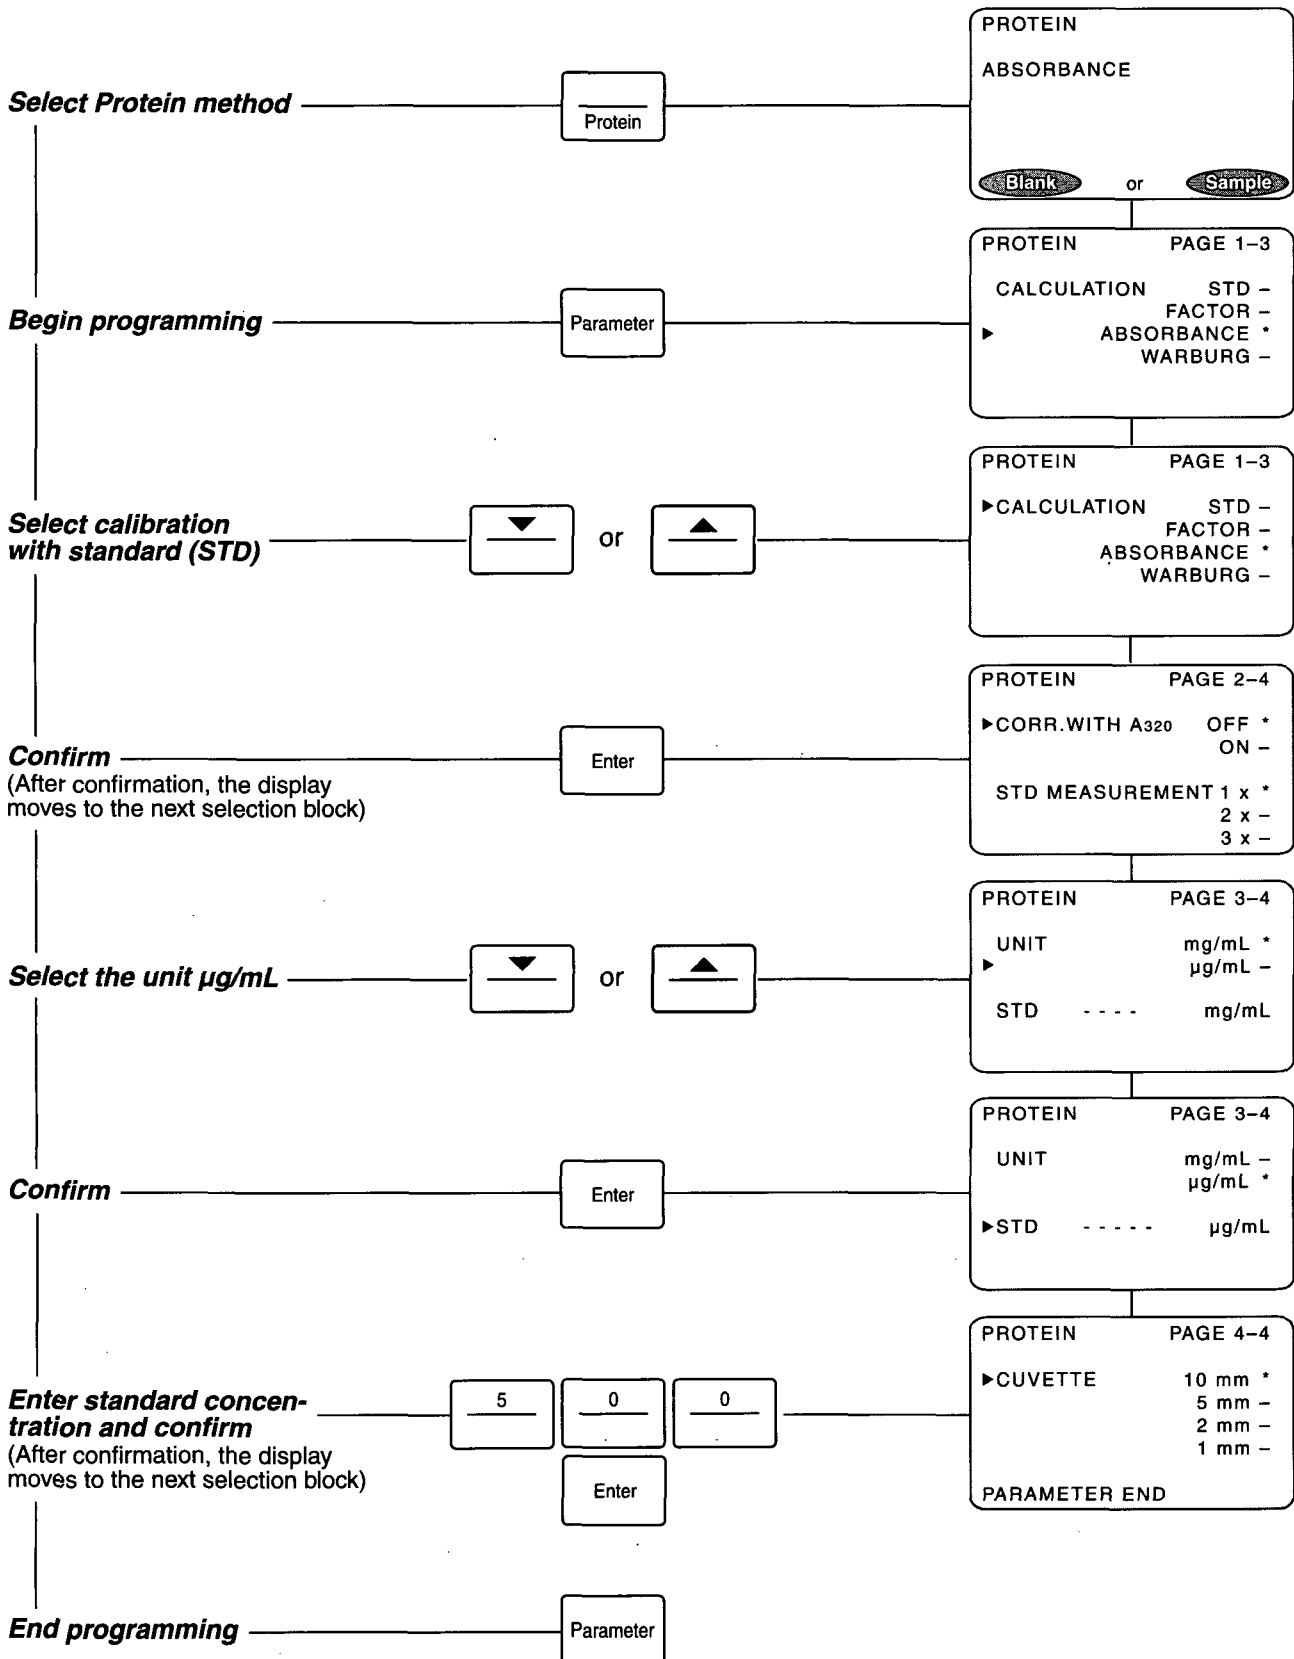 PROTEIN
ABSORBANCE
Select Protein method
Protein
Blank or Sample
PROTEIN PAGE 1–3
CALCULATION STD –
FACTOR –
Begin programming
Parameter
▶ ABSORBANCE *
WARBURG –
PROTEIN PAGE 1–3
Select calibration
with standard (STD)
▼ or ▲
▶CALCULATION STD –
FACTOR –
ABSORBANCE *
WARBURG –
PROTEIN PAGE 2–4
▶CORR.WITH A320 OFF *
ON –
Confirm
(After confirmation, the display
moves to the next selection block)
Enter
STD MEASUREMENT 1 x *
2 x –
3 x –
PROTEIN PAGE 3–4
UNIT mg/mL *
▶ µg/mL –
Select the unit µg/mL
▼ or ▲
STD - - - - mg/mL
PROTEIN PAGE 3–4
UNIT mg/mL –
µg/mL *
Confirm
Enter
▶STD - - - - - µg/mL
PROTEIN PAGE 4–4
▶CUVETTE 10 mm *
5 mm –
2 mm –
1 mm –
Enter standard concen-
tration and confirm
(After confirmation, the display
moves to the next selection block)
5 0 0
Enter
PARAMETER END
End programming
Parameter